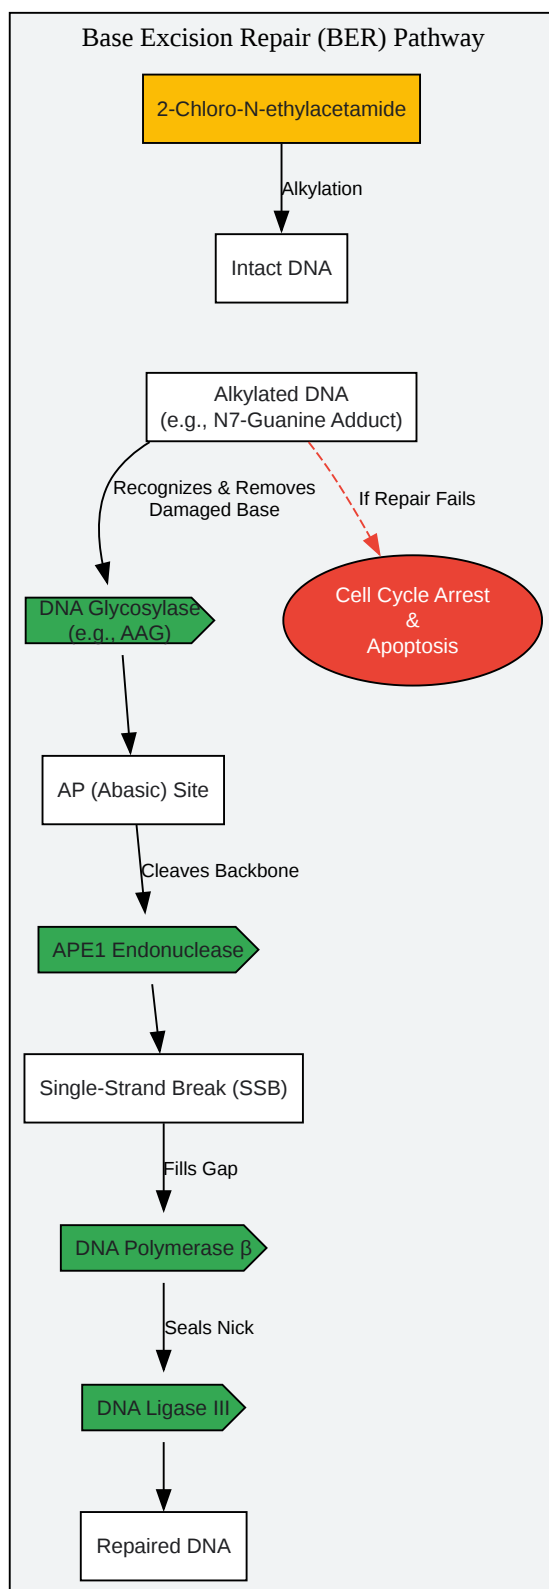 Base Excision Repair (BER) Pathway
2-Chloro-N-ethylacetamide
Alkylation
Intact DNA
Alkylated DNA
(e.g., N7-Guanine Adduct)
Recognizes & Removes
Damaged Base
If Repair Fails
DNA Glycosylase
(e.g., AAG)
Cell Cycle Arrest
&
Apoptosis
AP (Abasic) Site
Cleaves Backbone
APE1 Endonuclease
Single-Strand Break (SSB)
Fills Gap
DNA Polymerase β
Seals Nick
DNA Ligase III
Repaired DNA